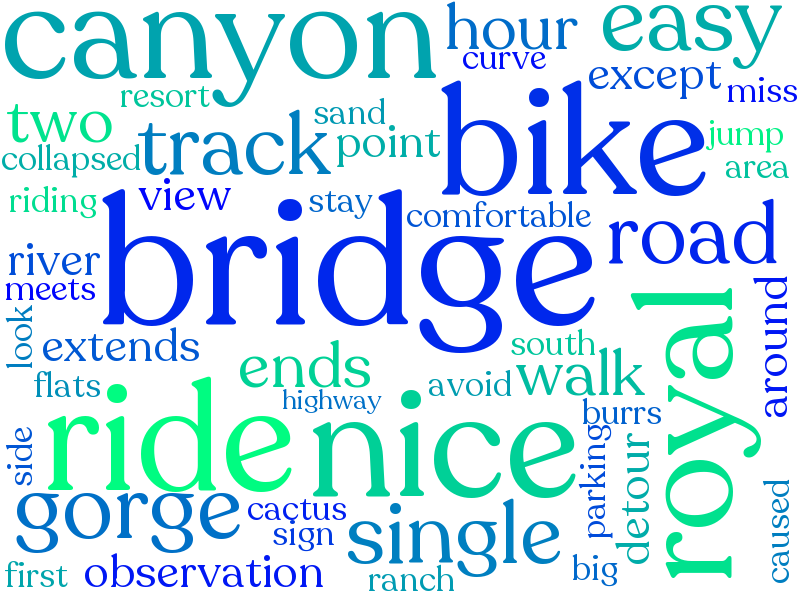 canyon
hour
easy
curve
except
miss
resort
bike
two
track
sand
point
jump
collapsed
area
riding
view
stay
comfortable
bridge
road
river
meets
royal
around
look
extends
ends
south
flats
highway
avoid
walk
ride
nice
burrs
side
parking
detour
gorge
cactus
sign
single
caused
first
observation
ranch
big